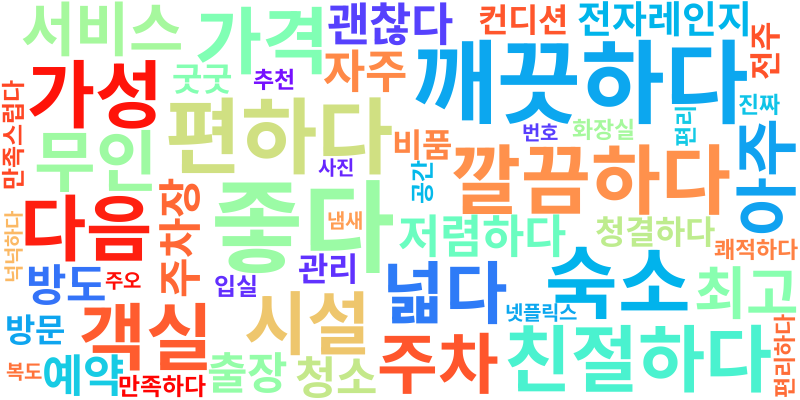 서비스
가격
괜찮다
컨디션
전자레인지
전주
가성
굿굿
추천
자주
깨끗하다
진짜
만족스럽다
무인
편하다
비품
번호
화장실
편리
아주
사진
공간
깔끔하다
다음
주차장
좋다
냄새
저렴하다
청결하다
쾌적하다
넉넉하다
방도
주오
입실
관리
넓다
숙소
최고
방문
객실
시설
넷플릭스
편리하다
복도
예약
만족하다
출장
청소
주차
친절하다